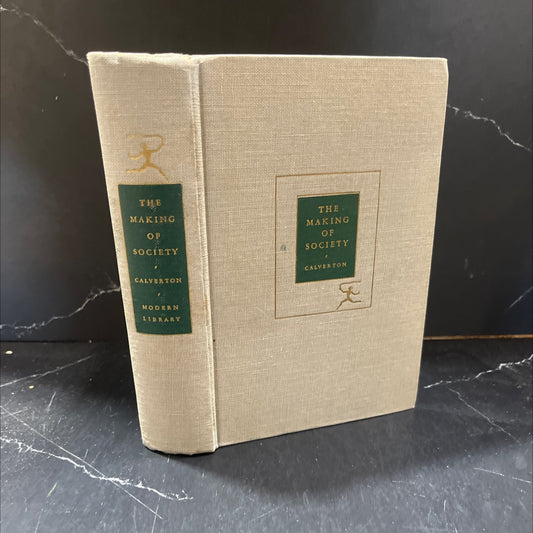 THE
MAKING
OF
SOCIETY
CALVERTON
MODERN
LIBRARY
THE
MAKING
OF
SOCIETY
CALVERTON